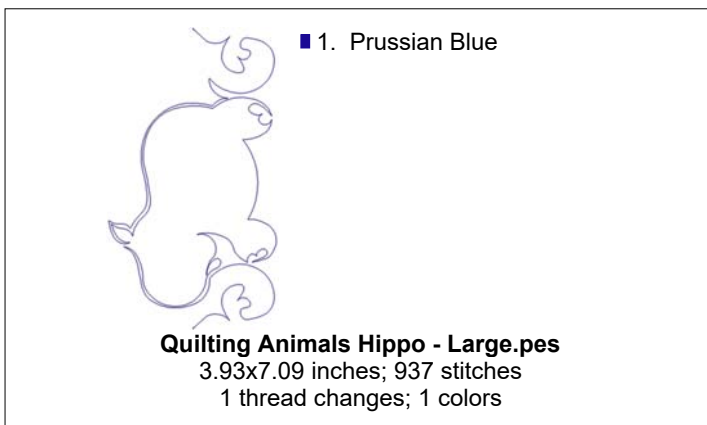 1. Prussian Blue
Quilting Animals Hippo - Large.pes
3.93x7.09 inches; 937 stitches
1 thread changes; 1 colors